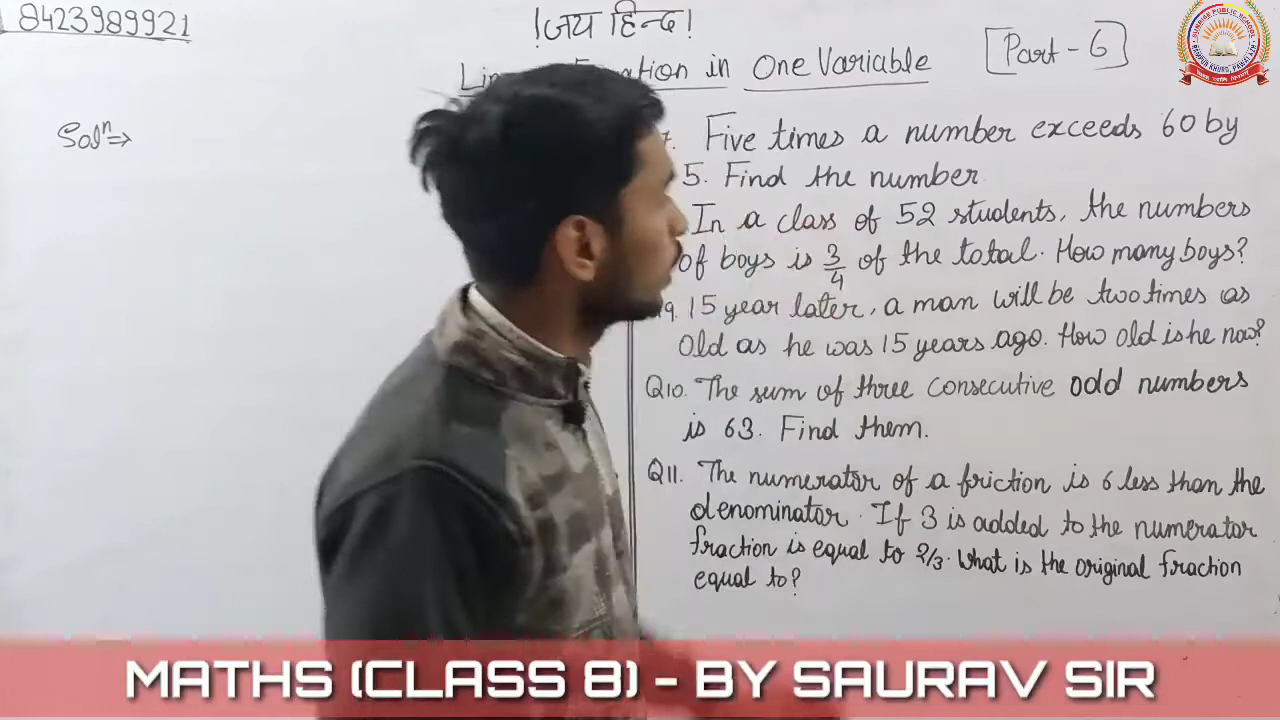 8423989921
!जय हिन्द!
Equation in One Variable
[Part-6]
SUNRISE PUBLIC SCHOOL
Solⁿ⇒
7. Five times a number exceeds 60 by
5. Find the number.
In a class of 52 students, the numbers
of boys is 3/4 of the total. How many boys?
9. 15 year later, a man will be two times as
Old as he was 15 years ago. How old is he now?
Q10. The sum of three consecutive odd numbers
is 63. Find them.
Q11. The numerator of a friction is 6 less than the
denominator. If 3 is added to the numerator
fraction is equal to 2/3. What is the original fraction
equal to?
MATHS (CLASS 8) - BY SAURAV SIR